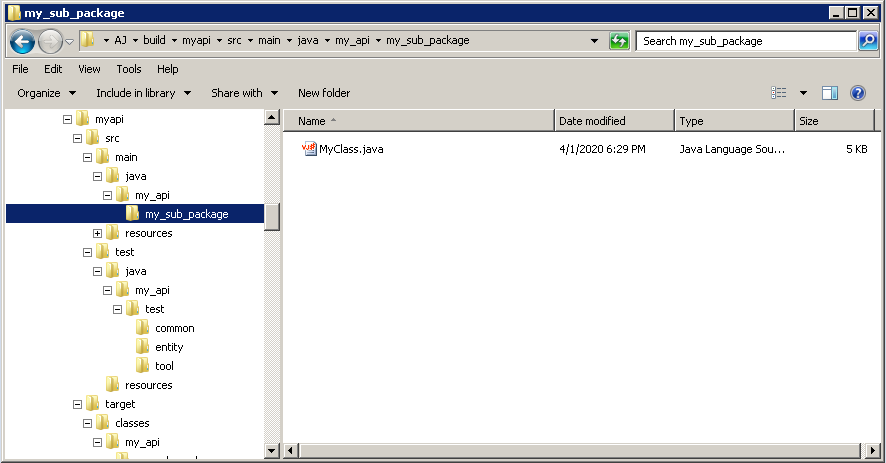 my_sub_package
AJ build myapi src main java my_api my_sub_package
Search my_sub_package
File Edit View Tools Help
Organize Include in library Share with New folder
myapi
src
main
java
my_api
my_sub_package
resources
test
java
my_api
test
common
entity
tool
resources
target
classes
my_api
Name Date modified Type Size
MyClass.java 4/1/2020 6:29 PM Java Language Sou... 5 KB